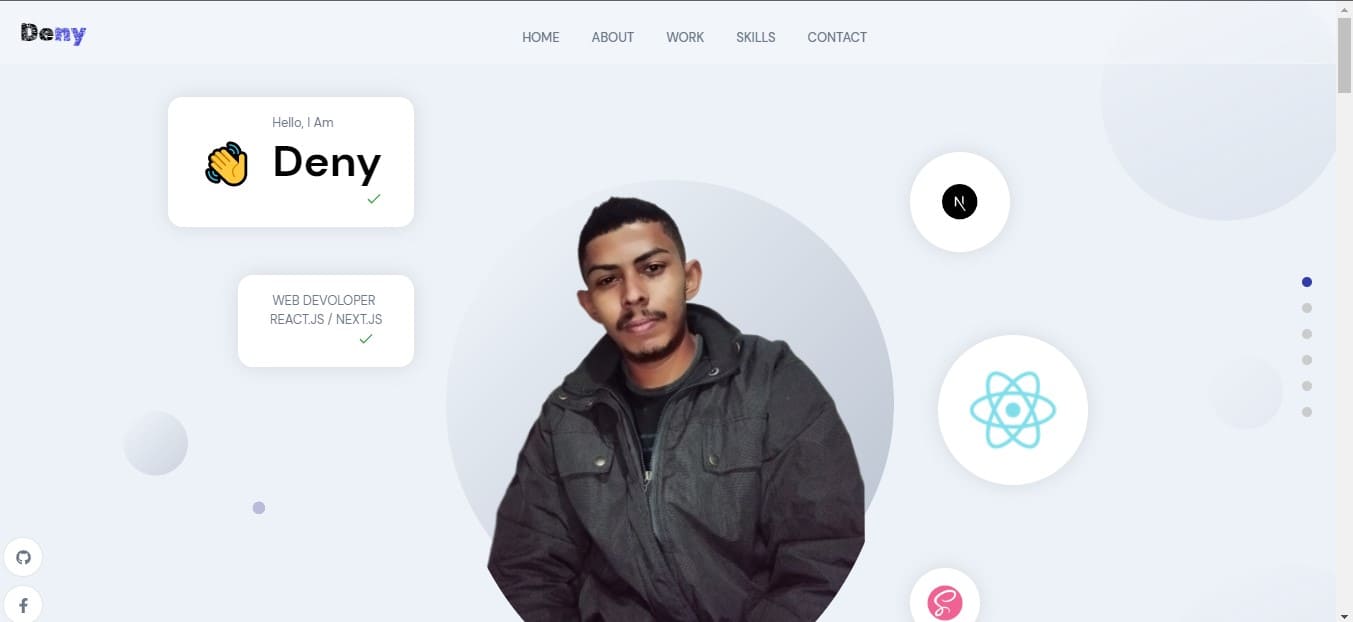 Deny
HOME
ABOUT
WORK
SKILLS
CONTACT
Hello, I Am
Deny
WEB DEVOLOPER
REACT.JS / NEXT.JS
N